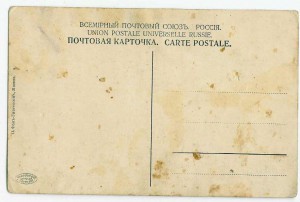 ВСЕМІРНЫЙ ПОЧТОВЫЙ СОЮЗЪ. РОССІЯ.
UNION POSTALE UNIVERSELLE RUSSIE.
ПОЧТОВАЯ КАРТОЧКА. CARTE POSTALE.